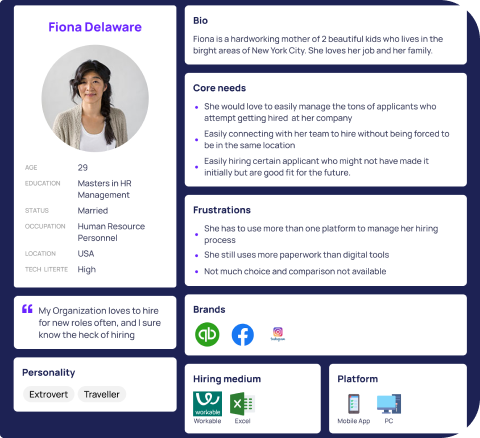 Fiona Delaware
AGE 29
EDUCATION Masters in HR
Management
STATUS Married
OCCUPATION Human Resource
Personnel
LOCATION USA
TECH LITERTE High
My Organization loves to hire
for new roles often, and I sure
know the heck of hiring
Personality
Extrovert Traveller
Bio
Fiona is a hardworking mother of 2 beautiful kids who lives in the
birght areas of New York City. She loves her job and her family.
Core needs
She would love to easily manage the tons of applicants who
attempt getting hired at her company
Easily connecting with her team to hire without being forced to
be in the same location
Easily hiring certain applicant who might not have made it
initially but are good fit for the future.
Frustrations
She has to use more than one platform to manage her hiring
process
She still uses more paperwork than digital tools
Not much choice and comparison not available
Brands
qb
Instagram
Hiring medium
workable
Workable Excel
Platform
Mobile App PC